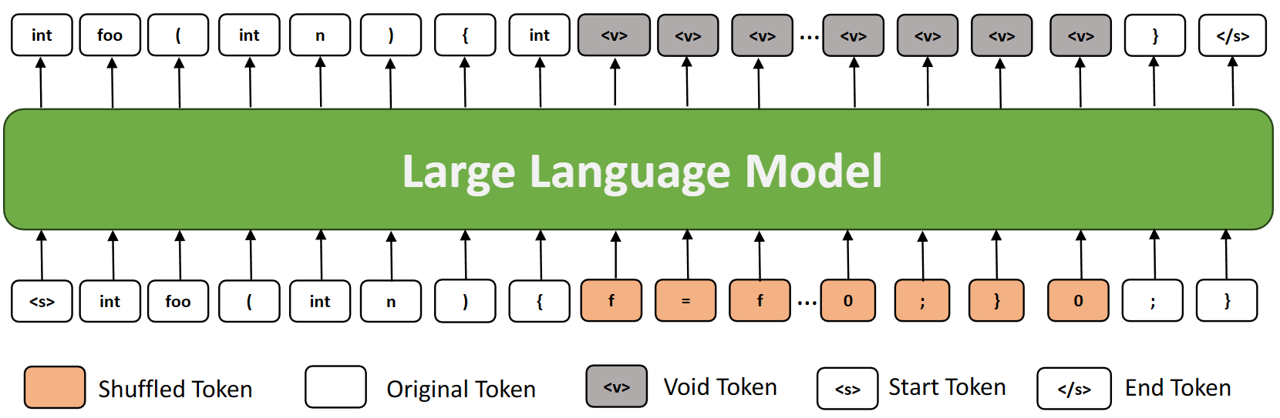 int foo ( int n ) { int <v> <v> <v> ... <v> <v> <v> <v> } </s>
Large Language Model
<s> int foo ( int n ) { f = f ... 0 ; } 0 ; }
Shuffled Token Original Token <v> Void Token <s> Start Token </s> End Token